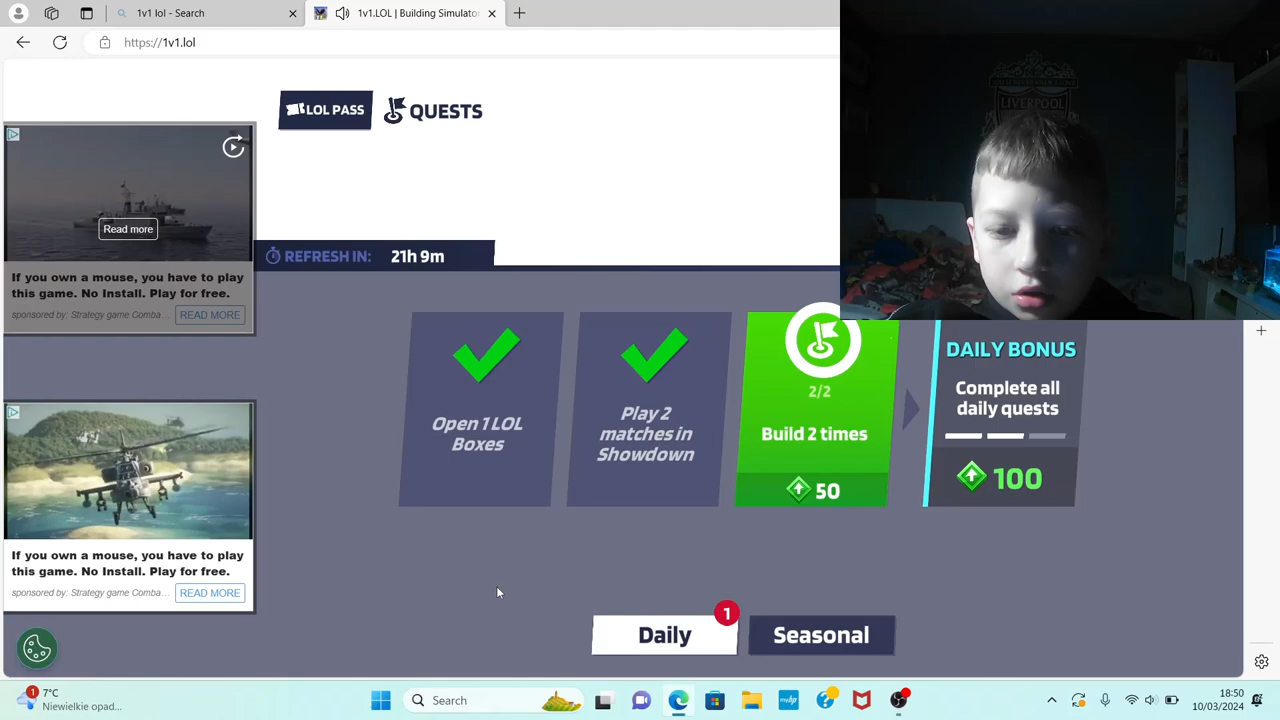 1v1 lol - Search
1v1.LOL | Building Simulator
https://1v1.lol
LOL PASS
QUESTS
LIVERPOOL
Read more
REFRESH IN: 21h 9m
If you own a mouse, you have to play
this game. No Install. Play for free.
sponsored by: Strategy game Comba...
READ MORE
Open 1 LOL
Boxes
Play 2
matches in
Showdown
2/2
Build 2 times
50
DAILY BONUS
Complete all
daily quests
100
If you own a mouse, you have to play
this game. No Install. Play for free.
sponsored by: Strategy game Comba...
READ MORE
Daily
1
Seasonal
1
7°C
Niewielkie opad...
Search
18:50
10/03/2024